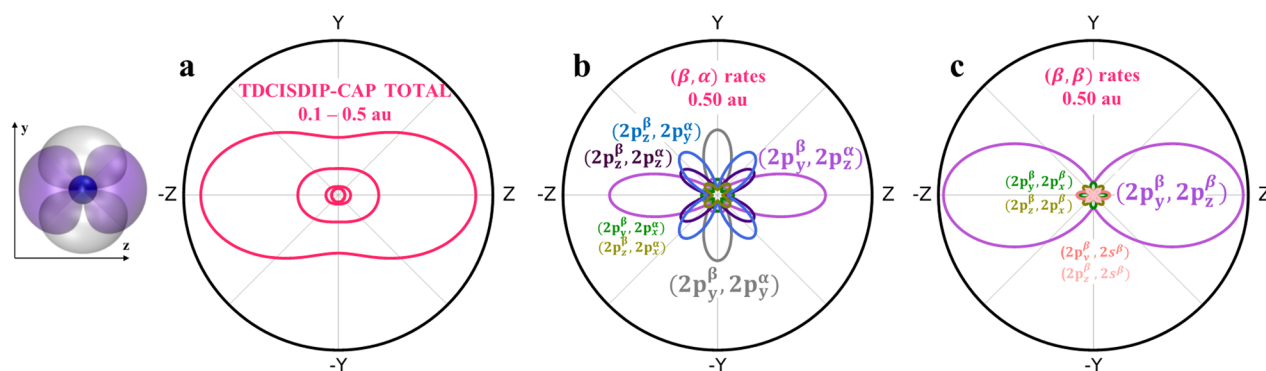 y
z
a
Y
TDCISDIP-CAP TOTAL
0.1 – 0.5 au
-Z
Z
-Y
b
Y
(β, α) rates
0.50 au
(2p_z^β, 2p_y^α)
(2p_z^β, 2p_z^α)
(2p_y^β, 2p_z^α)
-Z
Z
(2p_y^β, 2p_x^α)
(2p_z^β, 2p_x^α)
(2p_y^β, 2p_y^α)
-Y
c
Y
(β, β) rates
0.50 au
(2p_y^β, 2p_x^β)
(2p_z^β, 2p_x^β)
(2p_y^β, 2p_z^β)
-Z
Z
(2p_y^β, 2s^β)
(2p_z^β, 2s^β)
-Y